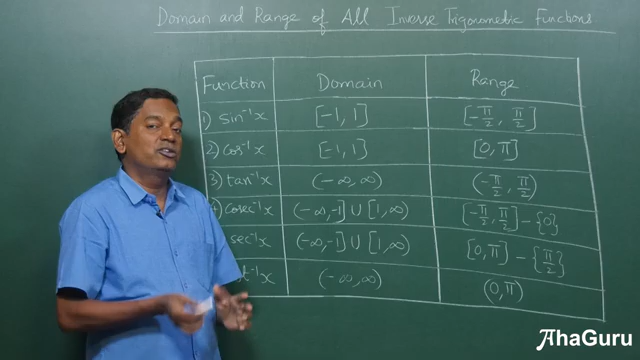 Domain and Range of All Inverse Trigonometric Functions
Function Domain Range
1) sin⁻¹x [-1, 1] [-π/2, π/2]
2) cos⁻¹x [-1, 1] [0, π]
3) tan⁻¹x (-∞, ∞) (-π/2, π/2)
4) cosec⁻¹x (-∞, -1] ∪ [1, ∞) [-π/2, π/2] - {0}
sec⁻¹x (-∞, -1] ∪ [1, ∞) [0, π] - {π/2}
t⁻¹x (-∞, ∞) (0, π)
AhaGuru